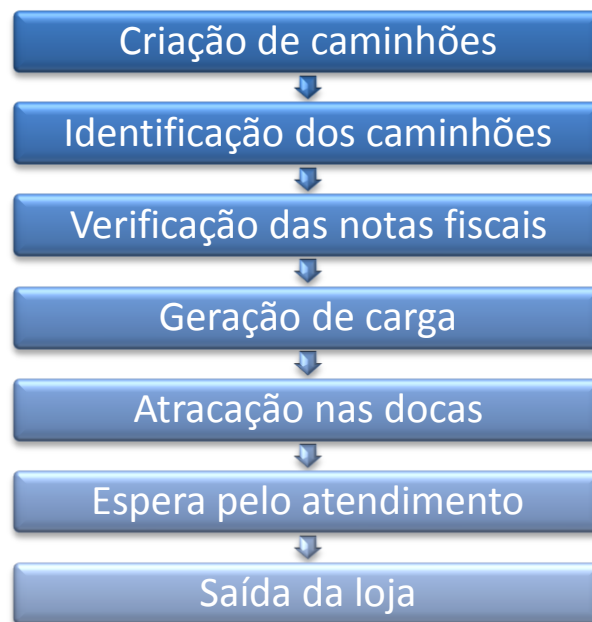 Criação de caminhões
Identificação dos caminhões
Verificação das notas fiscais
Geração de carga
Atracação nas docas
Espera pelo atendimento
Saída da loja